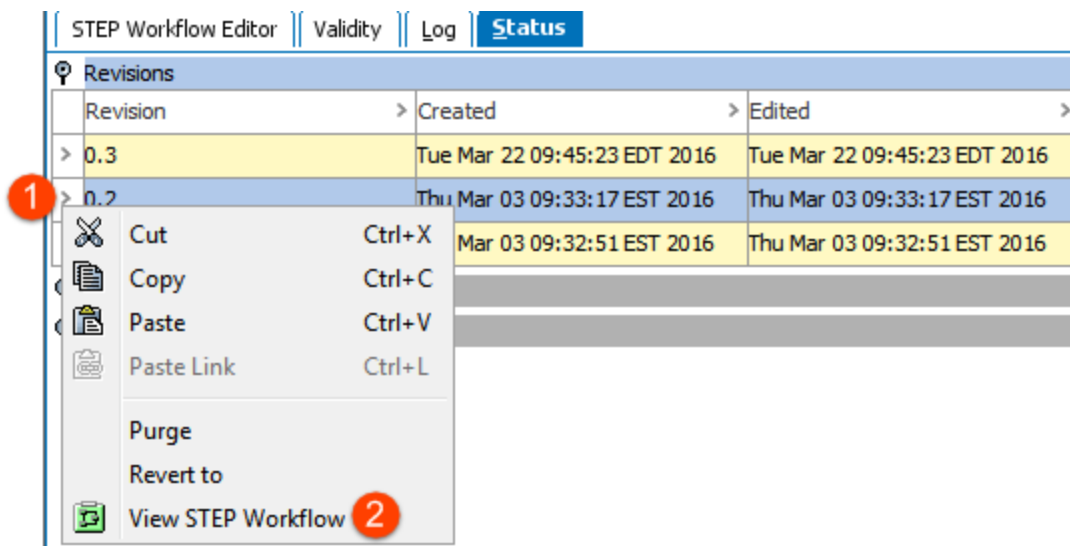 STEP Workflow Editor Validity Log Status
Revisions
Revision > Created > Edited >
> 0.3 Tue Mar 22 09:45:23 EDT 2016 Tue Mar 22 09:45:23 EDT 2016
1 > 0.2 Thu Mar 03 09:33:17 EST 2016 Thu Mar 03 09:33:17 EST 2016
Mar 03 09:32:51 EST 2016 Thu Mar 03 09:32:51 EST 2016
Cut Ctrl+X
Copy Ctrl+C
Paste Ctrl+V
Paste Link Ctrl+L
Purge
Revert to
View STEP Workflow 2